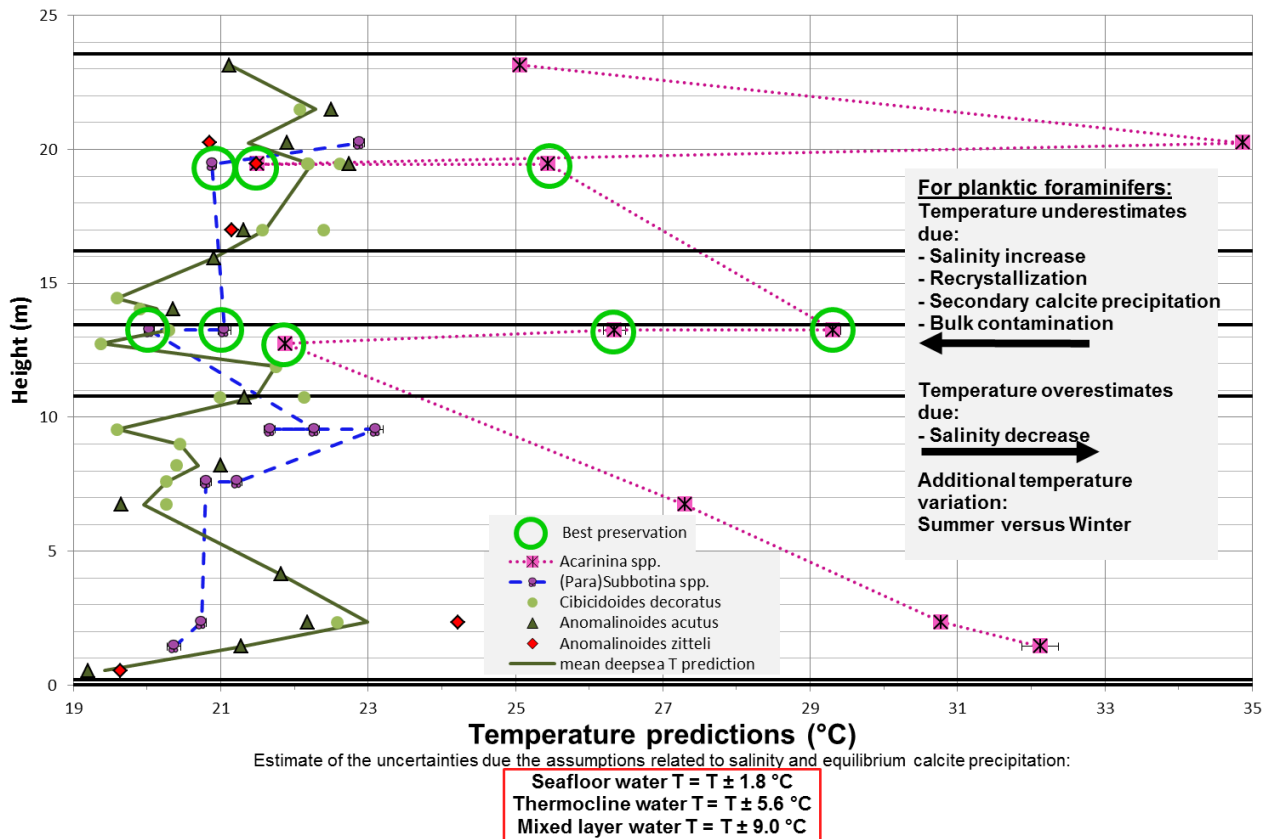 25
20
15
10
5
0
Height (m)
19
21
23
25
27
29
31
33
35
Temperature predictions (°C)
For planktic foraminifers:
Temperature underestimates
due:
- Salinity increase
- Recrystallization
- Secondary calcite precipitation
- Bulk contamination
Temperature overestimates
due:
- Salinity decrease
Additional temperature
variation:
Summer versus Winter
Best preservation
Acarinina spp.
(Para)Subbotina spp.
Cibicidoides decoratus
Anomalinoides acutus
Anomalinoides zitteli
mean deepsea T prediction
Estimate of the uncertainties due the assumptions related to salinity and equilibrium calcite precipitation:
Seafloor water T = T ± 1.8 °C
Thermocline water T = T ± 5.6 °C
Mixed layer water T = T ± 9.0 °C